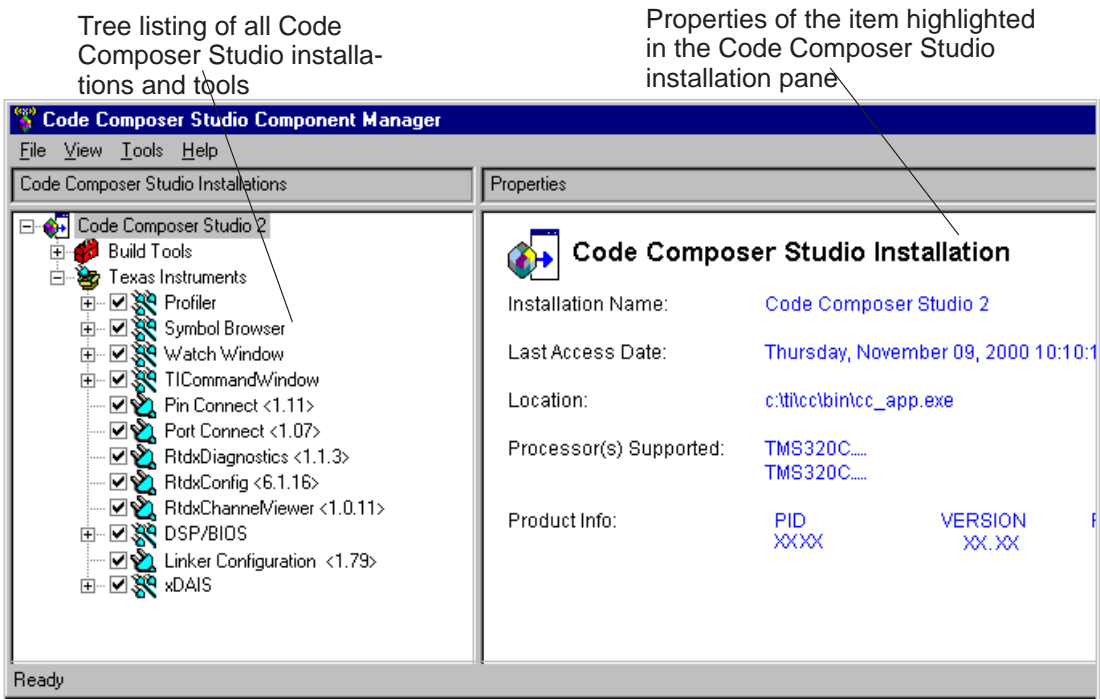 Tree listing of all Code
Composer Studio installa-
tions and tools
Properties of the item highlighted
in the Code Composer Studio
installation pane
Code Composer Studio Component Manager
File View Tools Help
Code Composer Studio Installations
Properties
Code Composer Studio 2
Build Tools
Texas Instruments
Profiler
Symbol Browser
Watch Window
TICommandWindow
Pin Connect <1.11>
Port Connect <1.07>
RtdxDiagnostics <1.1.3>
RtdxConfig <6.1.16>
RtdxChannelViewer <1.0.11>
DSP/BIOS
Linker Configuration <1.79>
xDAIS
Code Composer Studio Installation
Installation Name: Code Composer Studio 2
Last Access Date: Thursday, November 09, 2000 10:10:1
Location: c:\ti\cc\bin\cc_app.exe
Processor(s) Supported: TMS320C.....
TMS320C.....
Product Info: PID VERSION
XXXX XX.XX
Ready